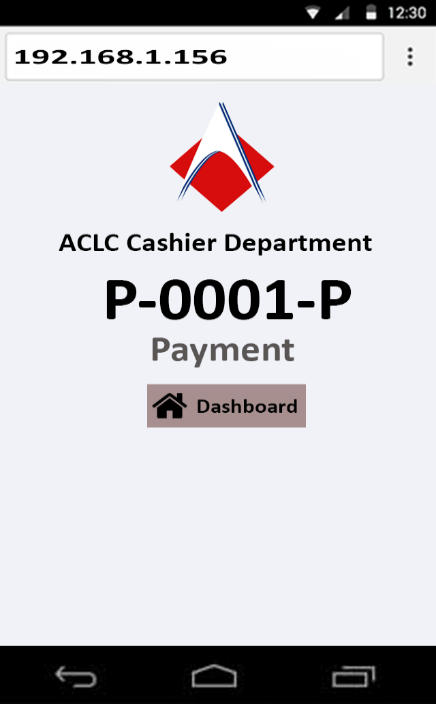 12:30
192.168.1.156
ACLC Cashier Department
P-0001-P
Payment
Dashboard